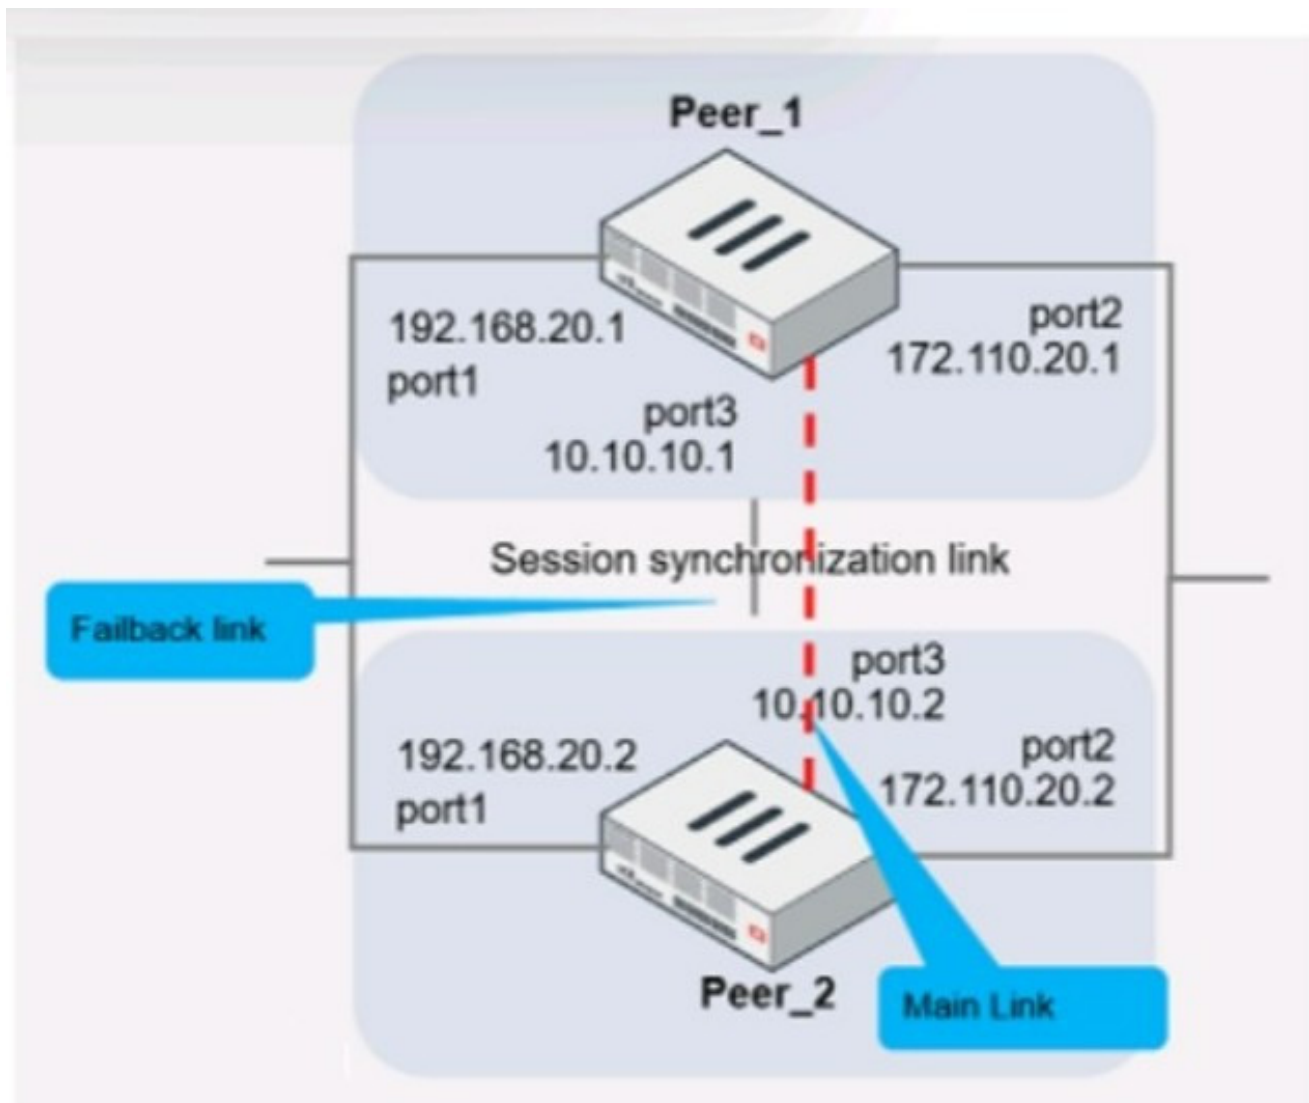 Peer_1
192.168.20.1
port1
port2
172.110.20.1
port3
10.10.10.1
Session synchronization link
Failback link
port3
10.10.10.2
192.168.20.2
port1
port2
172.110.20.2
Peer_2
Main Link